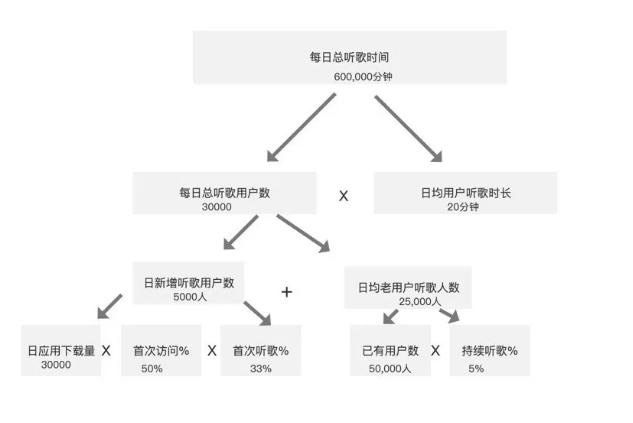 每日总听歌时间
600,000分钟
每日总听歌用户数
30000
X
日均用户听歌时长
20分钟
日新增听歌用户数
5000人
+
日均老用户听歌人数
25,000人
日应用下载量
30000
X
首次访问%
50%
X
首次听歌%
33%
已有用户数
50,000人
X
持续听歌%
5%